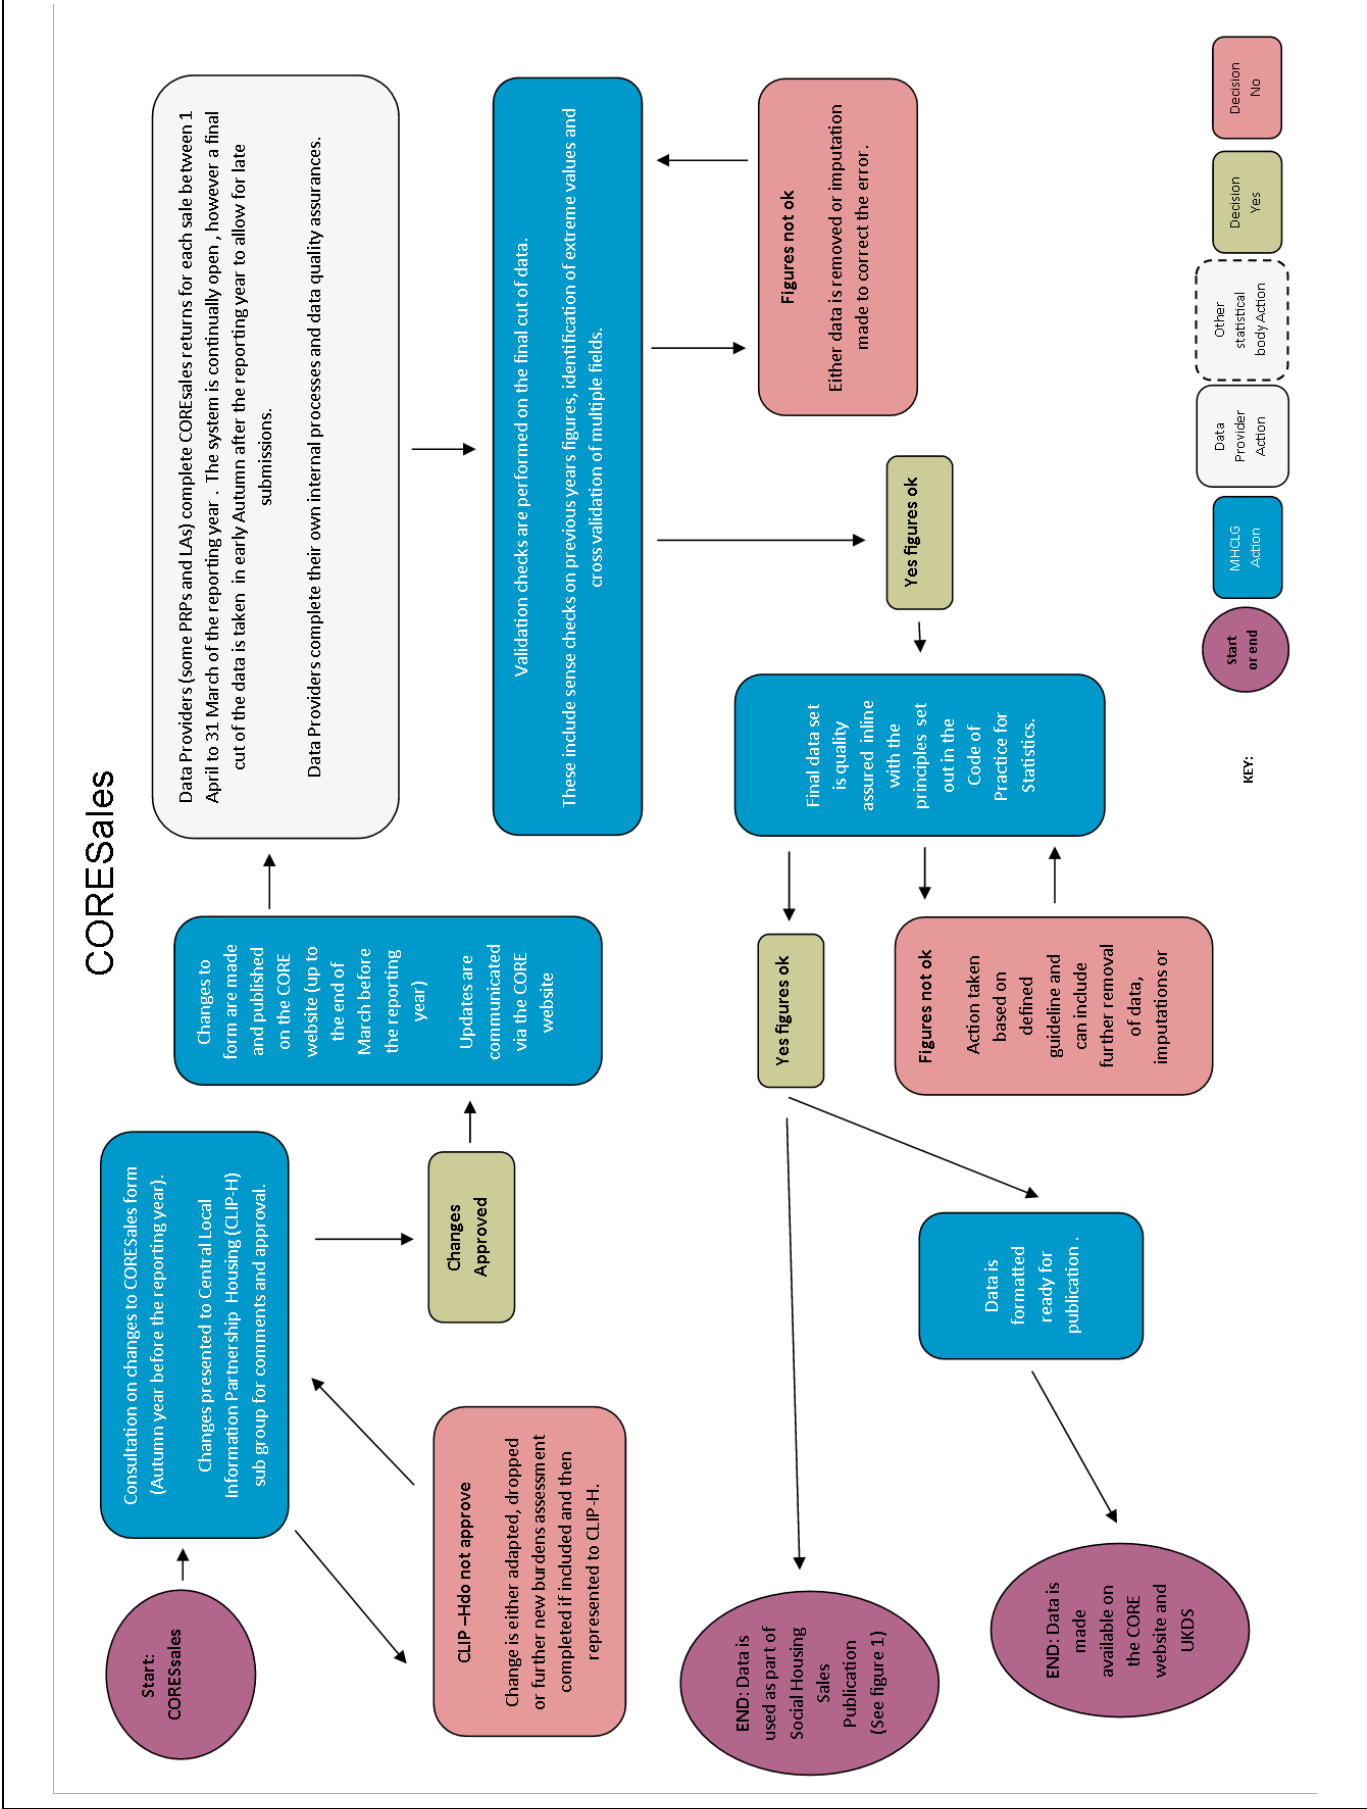 CORESales
Start:
CORESsales
Consultation on changes to CORESales form
(Autumn year before the reporting year).
Changes presented to Central Local
Information Partnership Housing (CLIP-H)
sub group for comments and approval.
CLIP –Hdo not approve
Change is either adapted, dropped
or further new burdens assessment
completed if included and then
represented to CLIP-H.
Changes
Approved
Changes to
form are made
and published
on the CORE
website (up to
the end of
March before
the reporting
year)
Updates are
communicated
via the CORE
website
Data Providers (some PRPs and LAs) complete COREsales returns for each sale between 1
April to 31 March of the reporting year . The system is continually open , however a final
cut of the data is taken in early Autumn after the reporting year to allow for late
submissions.
Data Providers complete their own internal processes and data quality assurances.
Validation checks are performed on the final cut of data.
These include sense checks on previous years figures, identification of extreme values and
cross validation of multiple fields.
Figures not ok
Either data is removed or imputation
made to correct the error.
Yes figures ok
Final data set
is quality
assured inline
with the
principles set
out in the
Code of
Practice for
Statistics.
Yes figures ok
Figures not ok
Action taken
based on
defined
guideline and
can include
further removal
of data,
imputations or
END: Data is
used as part of
Social Housing
Sales
Publication
(See figure 1)
Data is
formatted
ready for
publication .
END: Data is
made
available on
the CORE
website and
UKDS
KEY:
Start
or end
MHCLG
Action
Data
Provider
Action
Other
statistical
body Action
Decision
Yes
Decision
No